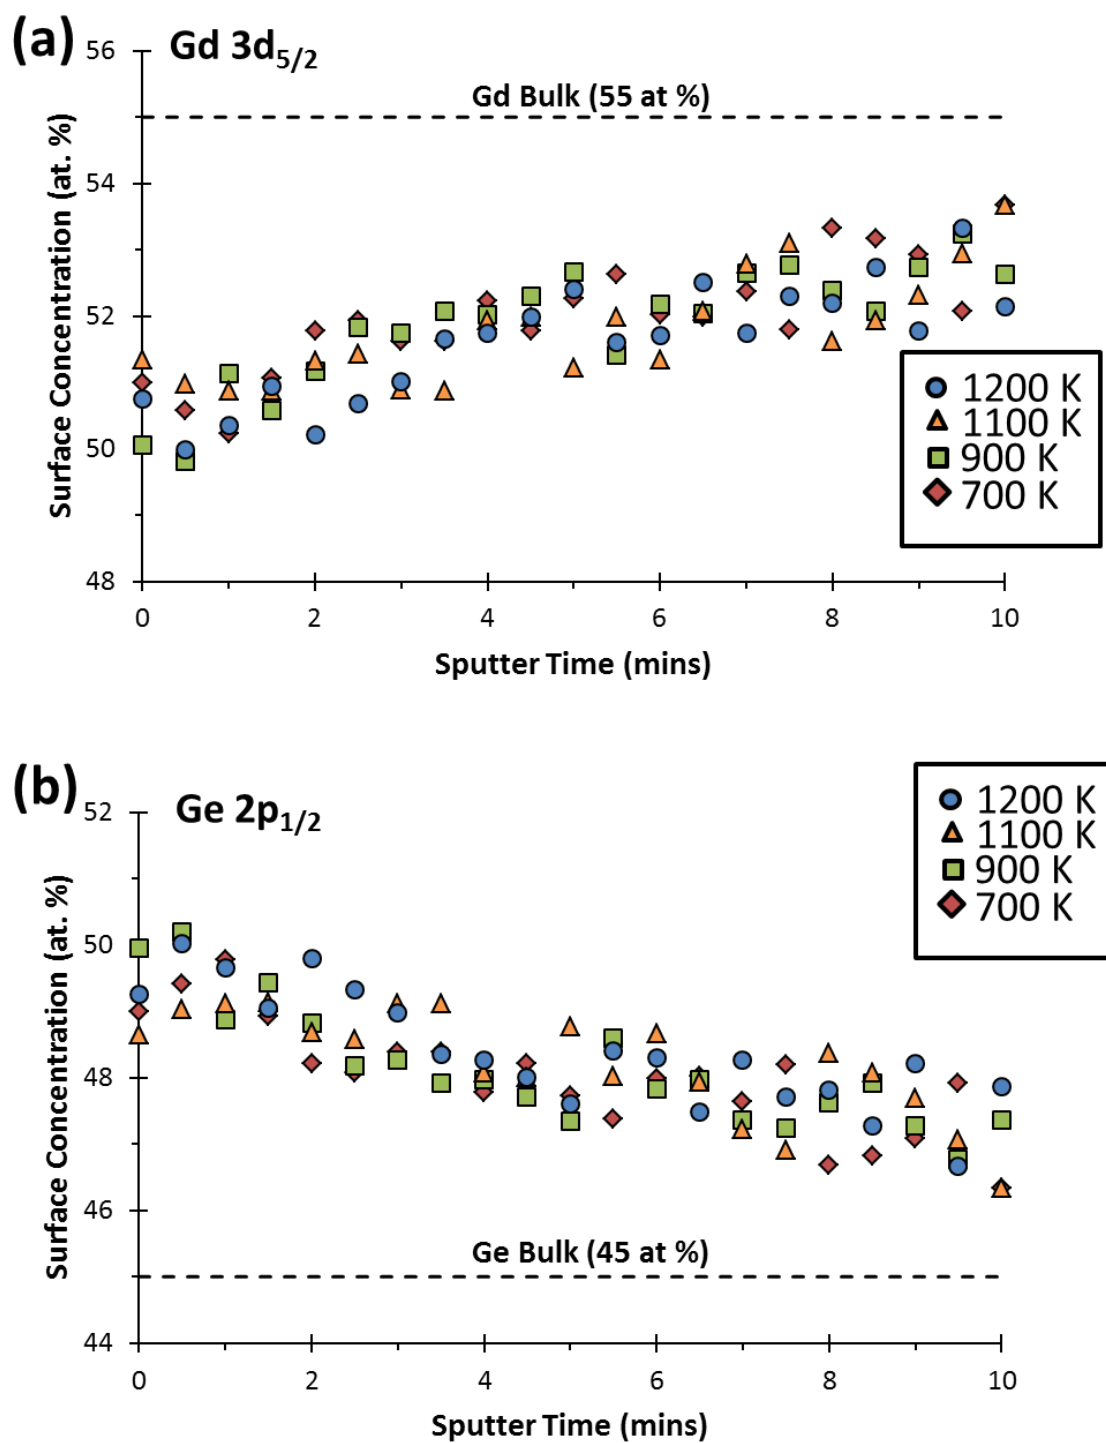 (a) Gd 3d5/2
Gd Bulk (55 at %)
Surface Concentration (at. %)
56
54
52
50
48
0 2 4 6 8 10
Sputter Time (mins)
1200 K
1100 K
900 K
700 K
(b) Ge 2p1/2
1200 K
1100 K
900 K
700 K
Surface Concentration (at. %)
52
50
48
46
44
Ge Bulk (45 at %)
0 2 4 6 8 10
Sputter Time (mins)